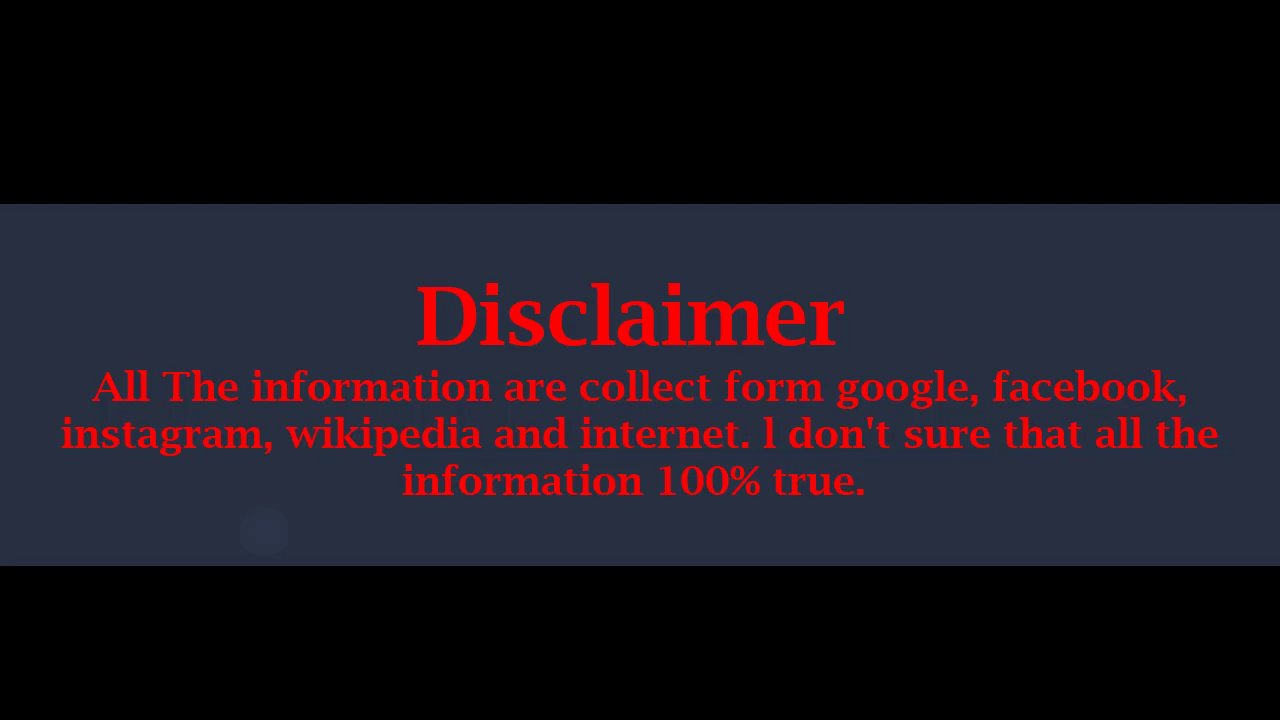 Disclaimer
All The information are collect form google, facebook,
instagram, wikipedia and internet. l don't sure that all the
information 100% true.